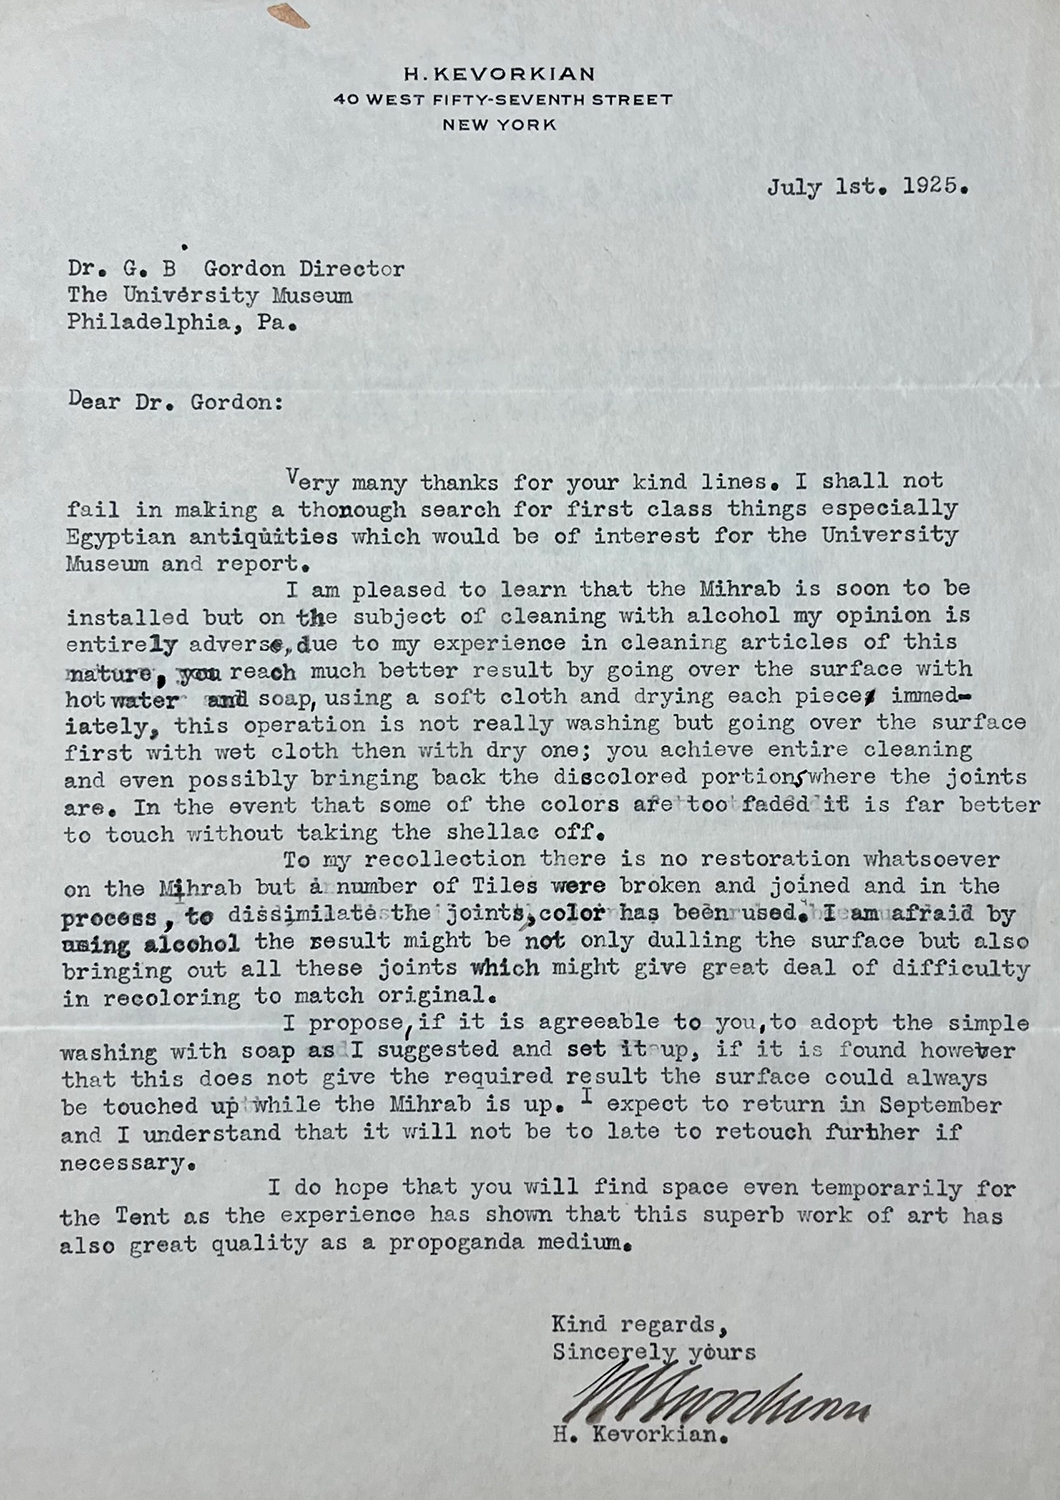 H. KEVORKIAN
40 WEST FIFTY-SEVENTH STREET
NEW YORK
July 1st. 1925.
Dr. G. B Gordon Director
The University Museum
Philadelphia, Pa.
Dear Dr. Gordon:
Very many thanks for your kind lines. I shall not
fail in making a thonough search for first class things especially
Egyptian antiquities which would be of interest for the University
Museum and report.
I am pleased to learn that the Mihrab is soon to be
installed but on the subject of cleaning with alcohol my opinion is
entirely adverse, due to my experience in cleaning articles of this
nature, you reach much better result by going over the surface with
hot water and soap, using a soft cloth and drying each piece immed-
iately, this operation is not really washing but going over the surface
first with wet cloth then with dry one; you achieve entire cleaning
and even possibly bringing back the discolored portions where the joints
are. In the event that some of the colors are too faded it is far better
to touch without taking the shellac off.
To my recollection there is no restoration whatsoever
on the Mihrab but a number of Tiles were broken and joined and in the
process, to dissimilate the joints, color has been used. I am afraid by
using alcohol the result might be not only dulling the surface but also
bringing out all these joints which might give great deal of difficulty
in recoloring to match original.
I propose, if it is agreeable to you, to adopt the simple
washing with soap as I suggested and set it up, if it is found however
that this does not give the required result the surface could always
be touched up while the Mihrab is up. I expect to return in September
and I understand that it will not be to late to retouch further if
necessary.
I do hope that you will find space even temporarily for
the Tent as the experience has shown that this superb work of art has
also great quality as a propoganda medium.
Kind regards,
Sincerely yours
H Kevorkian
H. Kevorkian.